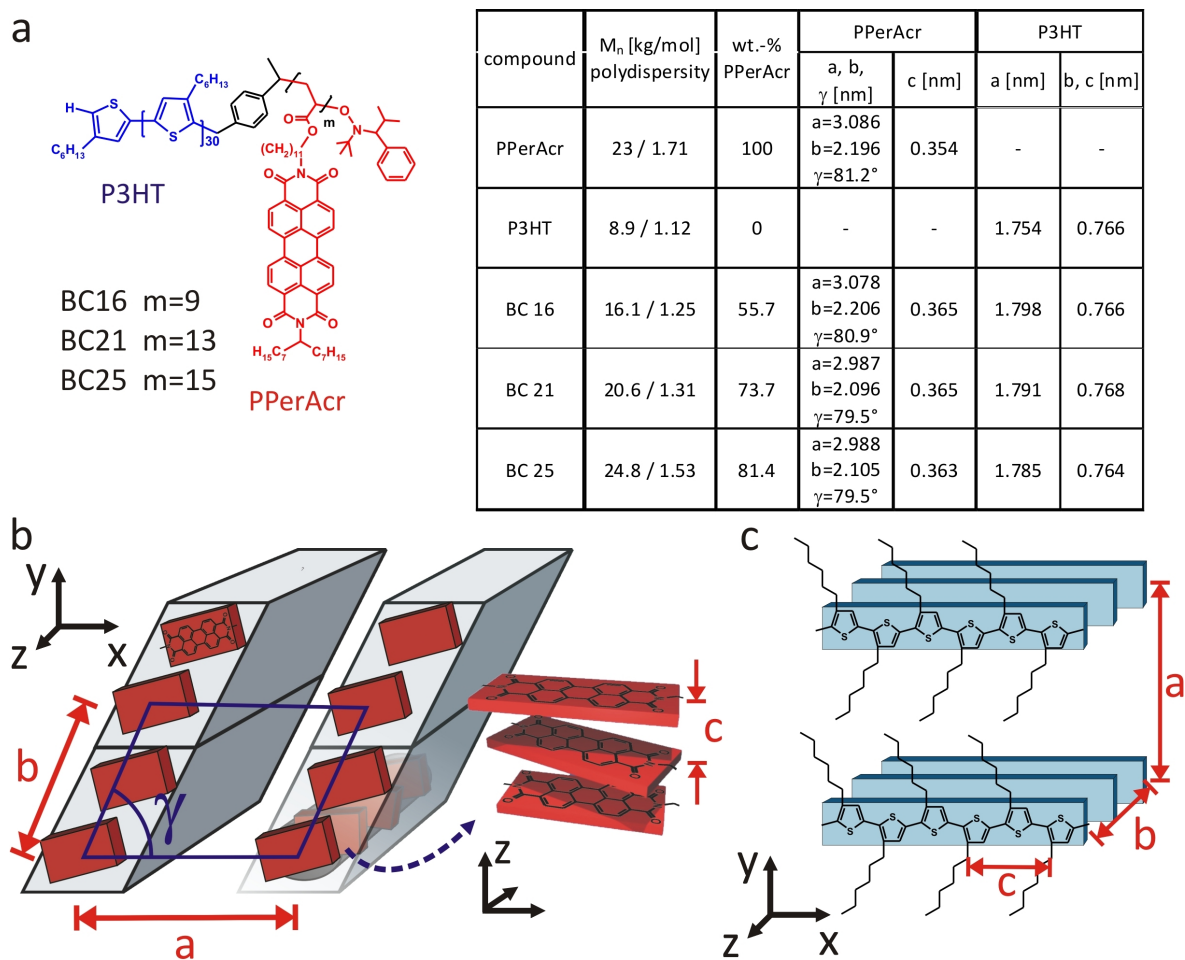 a
C₆H₁₃
H
S
S
30
C₆H₁₃
P3HT
m
O
O
O
N
(CH₂)₁₁
O
N
O
O
N
O
H₁₅C₇
C₇H₁₅
PPerAcr
BC16 m=9
BC21 m=13
BC25 m=15
compound
Mₙ [kg/mol]
polydispersity
wt.-%
PPerAcr
PPerAcr
P3HT
a, b,
γ [nm]
c [nm]
a [nm]
b, c [nm]
PPerAcr
23 / 1.71
100
a=3.086
b=2.196
γ=81.2°
0.354
-
-
P3HT
8.9 / 1.12
0
-
-
1.754
0.766
BC 16
16.1 / 1.25
55.7
a=3.078
b=2.206
γ=80.9°
0.365
1.798
0.766
BC 21
20.6 / 1.31
73.7
a=2.987
b=2.096
γ=79.5°
0.365
1.791
0.768
BC 25
24.8 / 1.53
81.4
a=2.988
b=2.105
γ=79.5°
0.363
1.785
0.764
b
y
z
x
b
γ
a
c
z
c
S
S
S
S
S
S
a
S
S
S
S
S
S
b
c
y
z
x